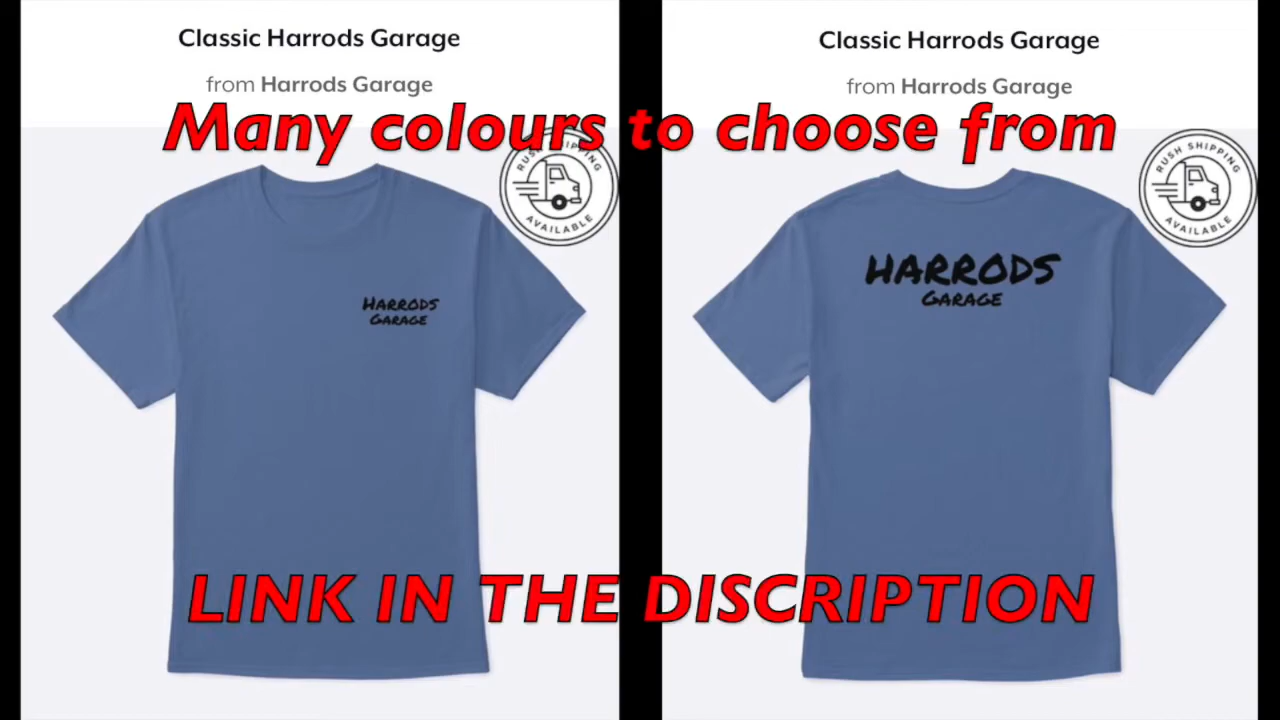 Classic Harrods Garage
from Harrods Garage
Classic Harrods Garage
from Harrods Garage
Many colours to choose from
RUSH SHIPPING
AVAILABLE
RUSH SHIPPING
AVAILABLE
HARRODS
GARAGE
HARRODS
GARAGE
LINK IN THE DISCRIPTION